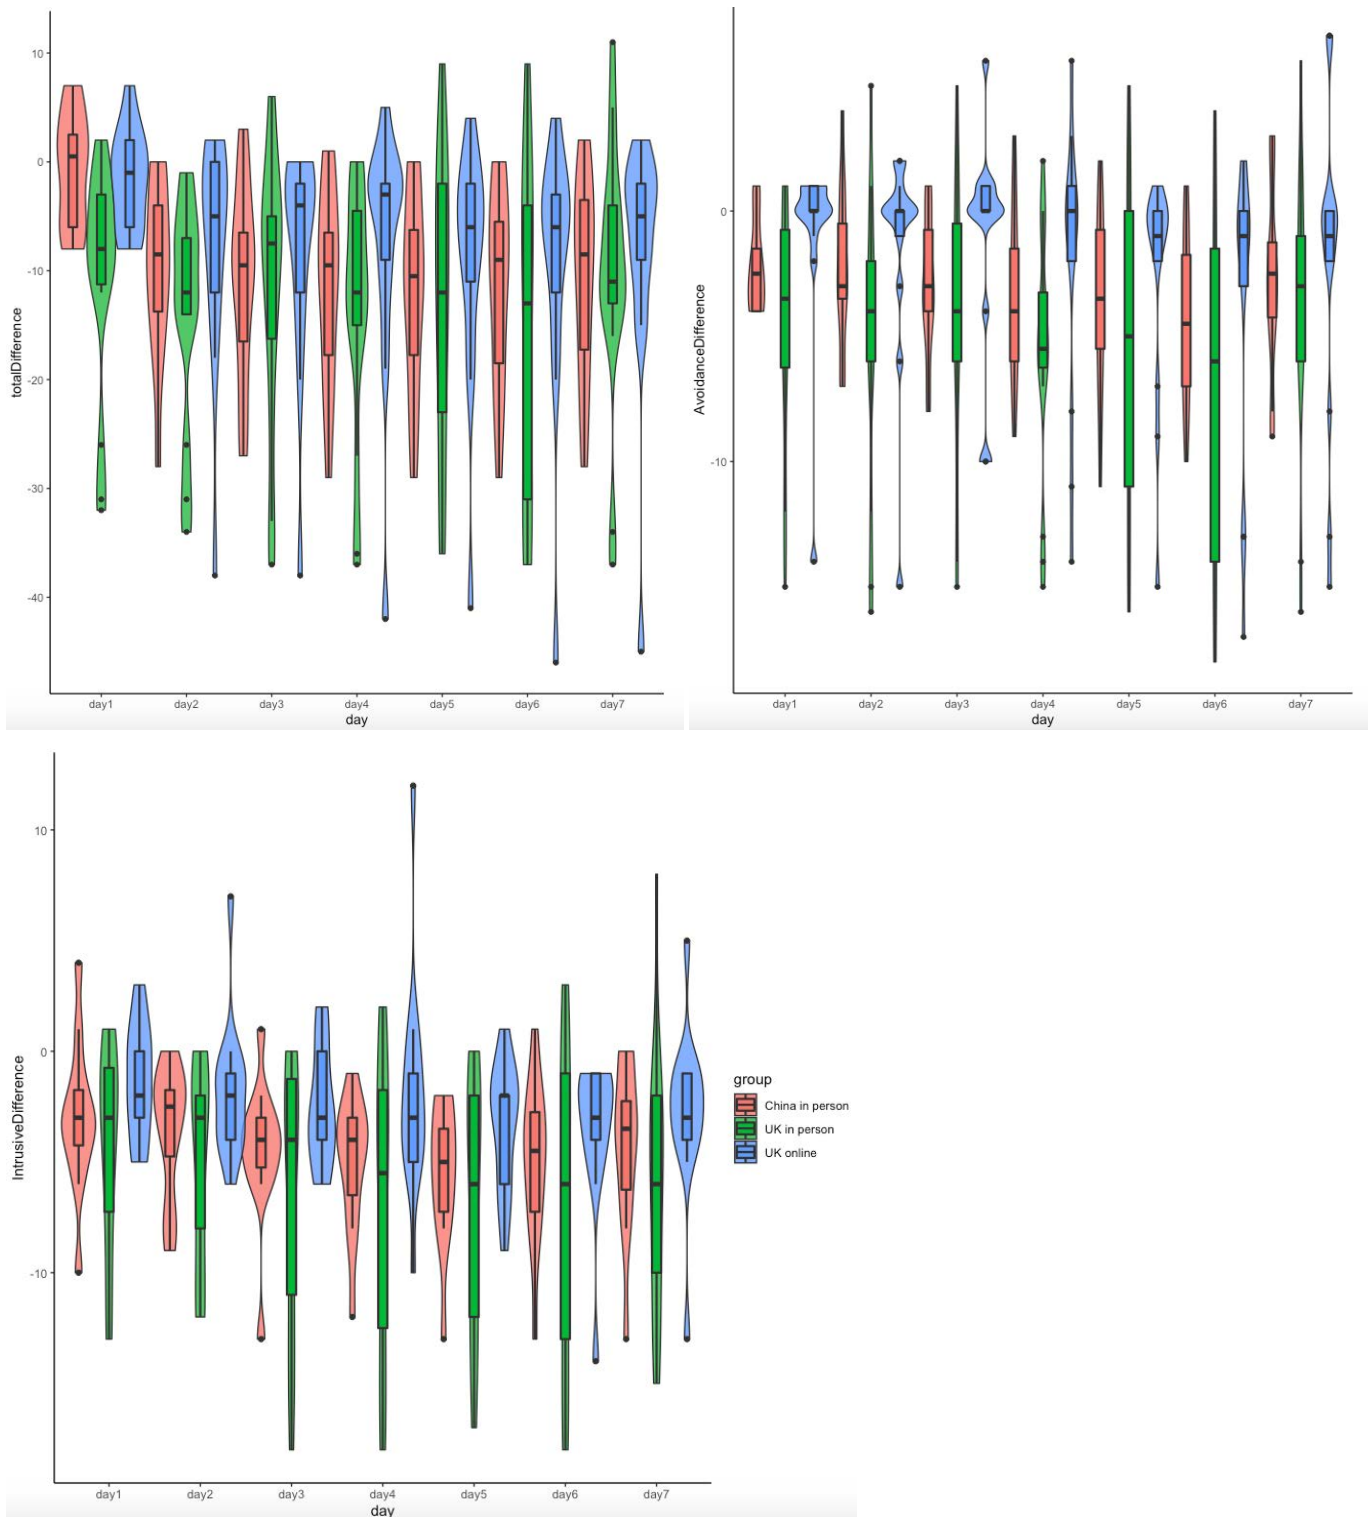 10
0
-10
-20
-30
-40
totalDifference
day1 day2 day3 day4 day5 day6 day7
day
0
-10
AvoidanceDifference
day1 day2 day3 day4 day5 day6 day7
day
10
0
-10
IntrusiveDifference
day1 day2 day3 day4 day5 day6 day7
day
group
China in person
UK in person
UK online